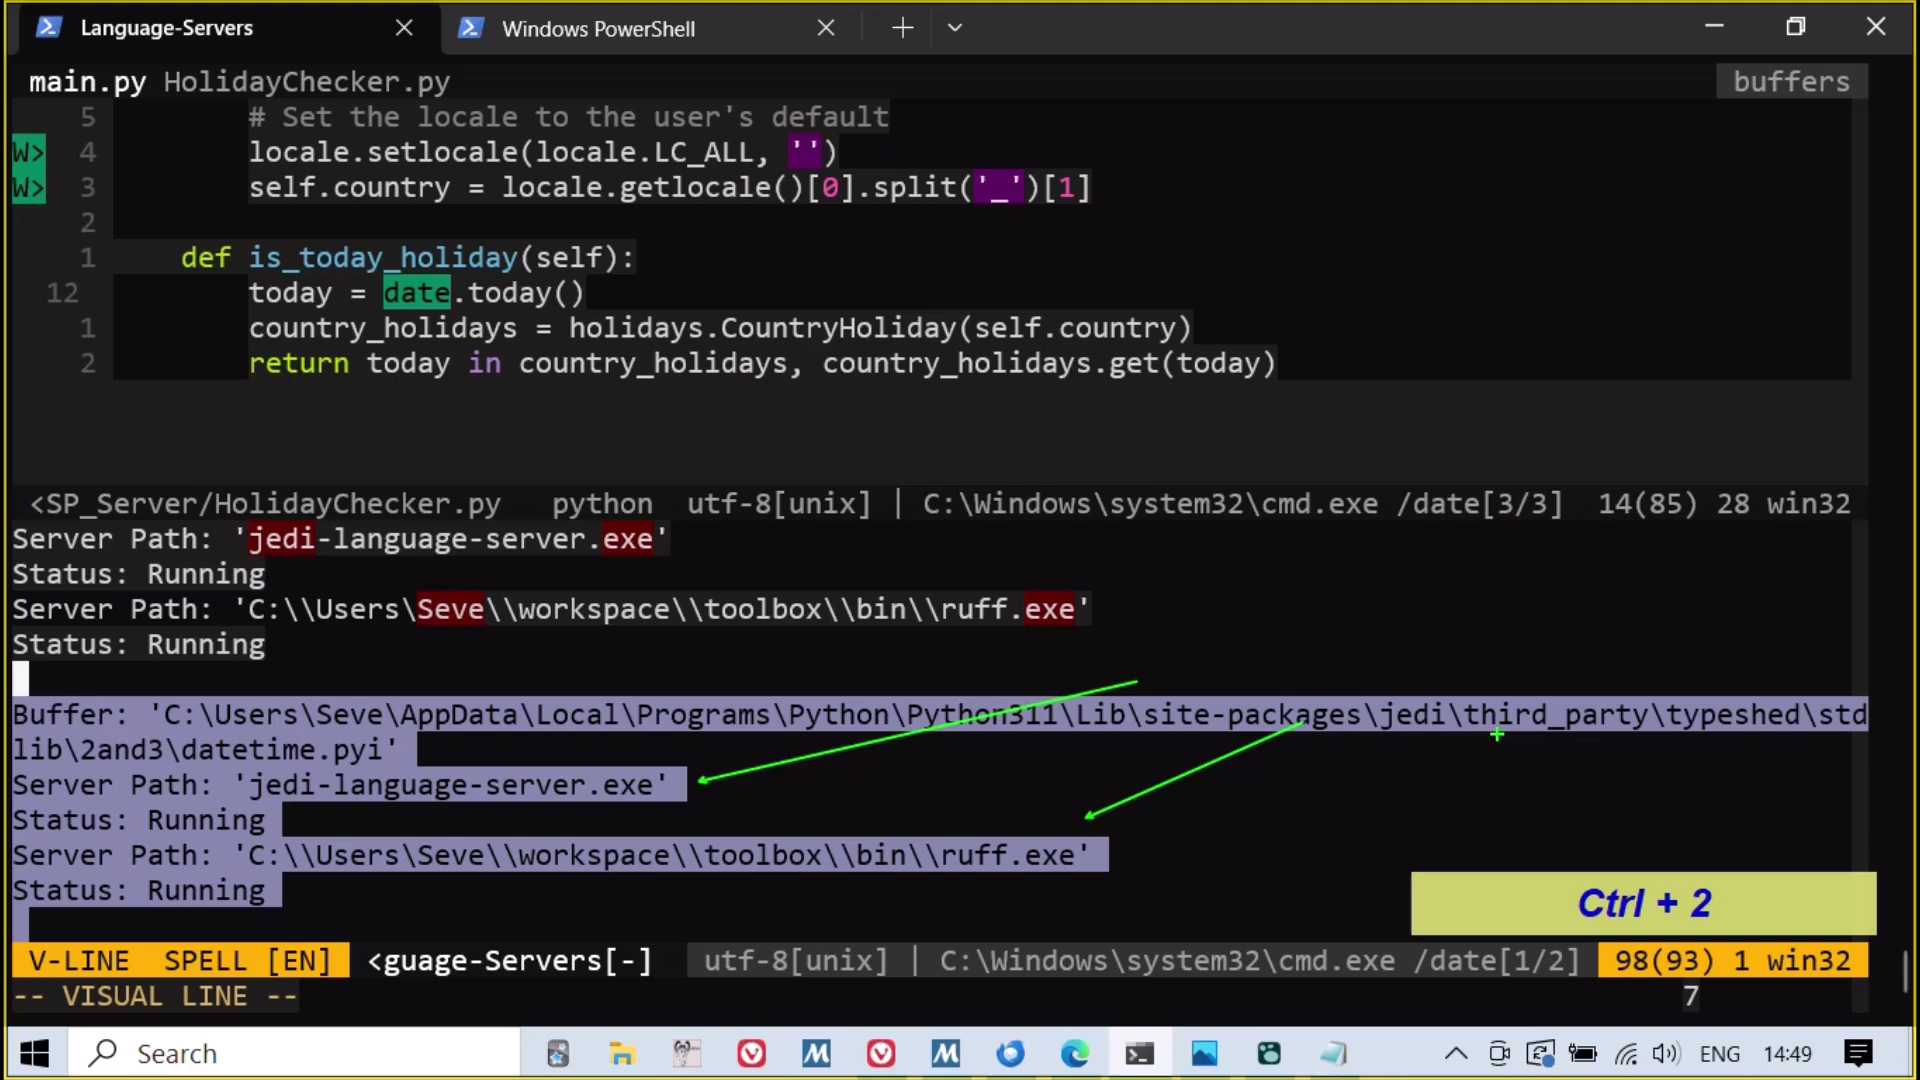 Language-Servers
Windows PowerShell
main.py HolidayChecker.py
buffers
5 # Set the locale to the user's default
W> 4 locale.setlocale(locale.LC_ALL, '')
W> 3 self.country = locale.getlocale()[0].split('_')[1]
2
1 def is_today_holiday(self):
12 today = date.today()
1 country_holidays = holidays.CountryHoliday(self.country)
2 return today in country_holidays, country_holidays.get(today)
<SP_Server/HolidayChecker.py python utf-8[unix] | C:\Windows\system32\cmd.exe /date[3/3] 14(85) 28 win32
Server Path: 'jedi-language-server.exe'
Status: Running
Server Path: 'C:\\Users\Seve\\workspace\\toolbox\\bin\\ruff.exe'
Status: Running
Buffer: 'C:\Users\Seve\AppData\Local\Programs\Python\Python311\Lib\site-packages\jedi\third_party\typeshed\std
lib\2and3\datetime.pyi'
Server Path: 'jedi-language-server.exe'
Status: Running
Server Path: 'C:\\Users\Seve\\workspace\\toolbox\\bin\\ruff.exe'
Status: Running
Ctrl + 2
V-LINE SPELL [EN] <guage-Servers[-] utf-8[unix] | C:\Windows\system32\cmd.exe /date[1/2] 98(93) 1 win32
-- VISUAL LINE -- 7
Search
ENG 14:49